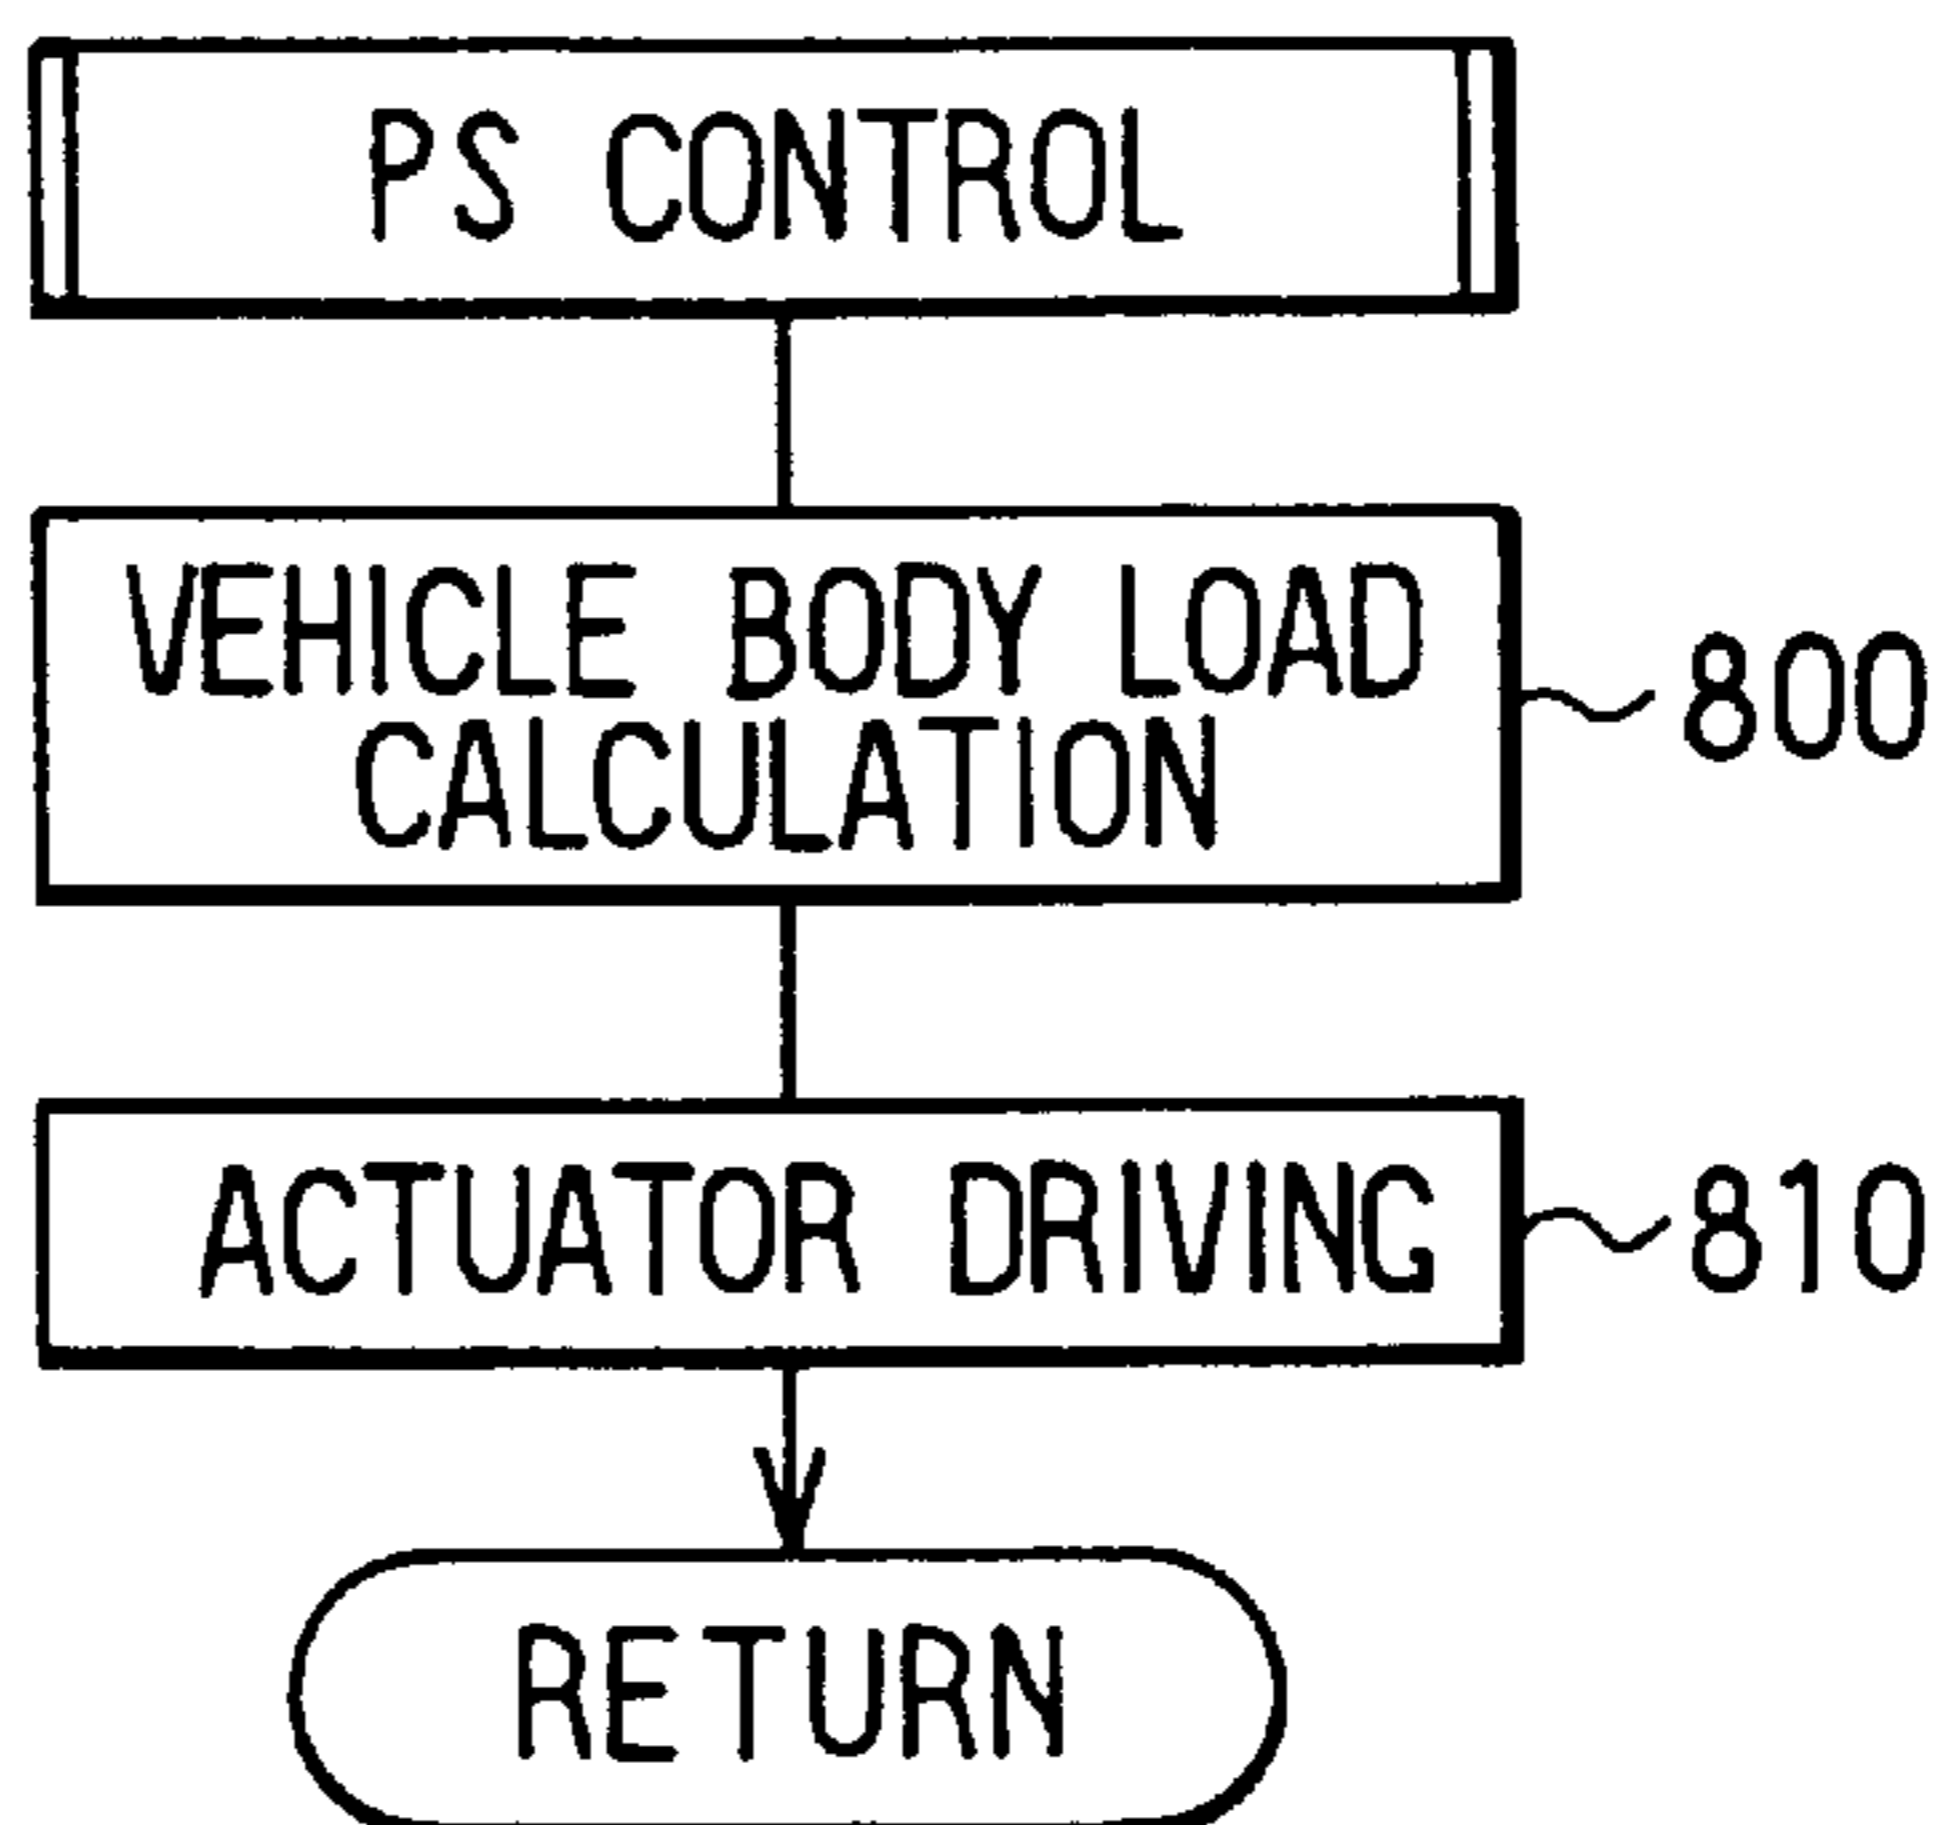 PS CONTROL
VEHICLE BODY LOAD
CALCULATION
800
ACTUATOR DRIVING
810
RETURN